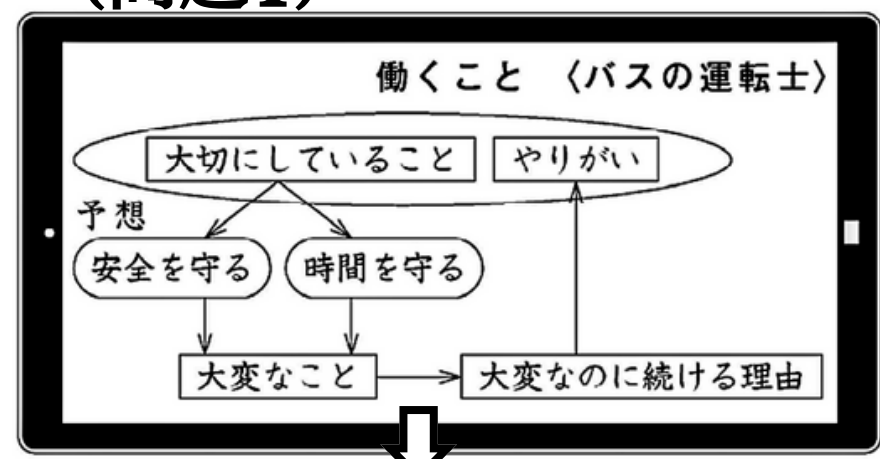 働くこと 〈バスの運転士〉
大切にしていること やりがい
予想
安全を守る 時間を守る
大変なこと 大変なのに続ける理由